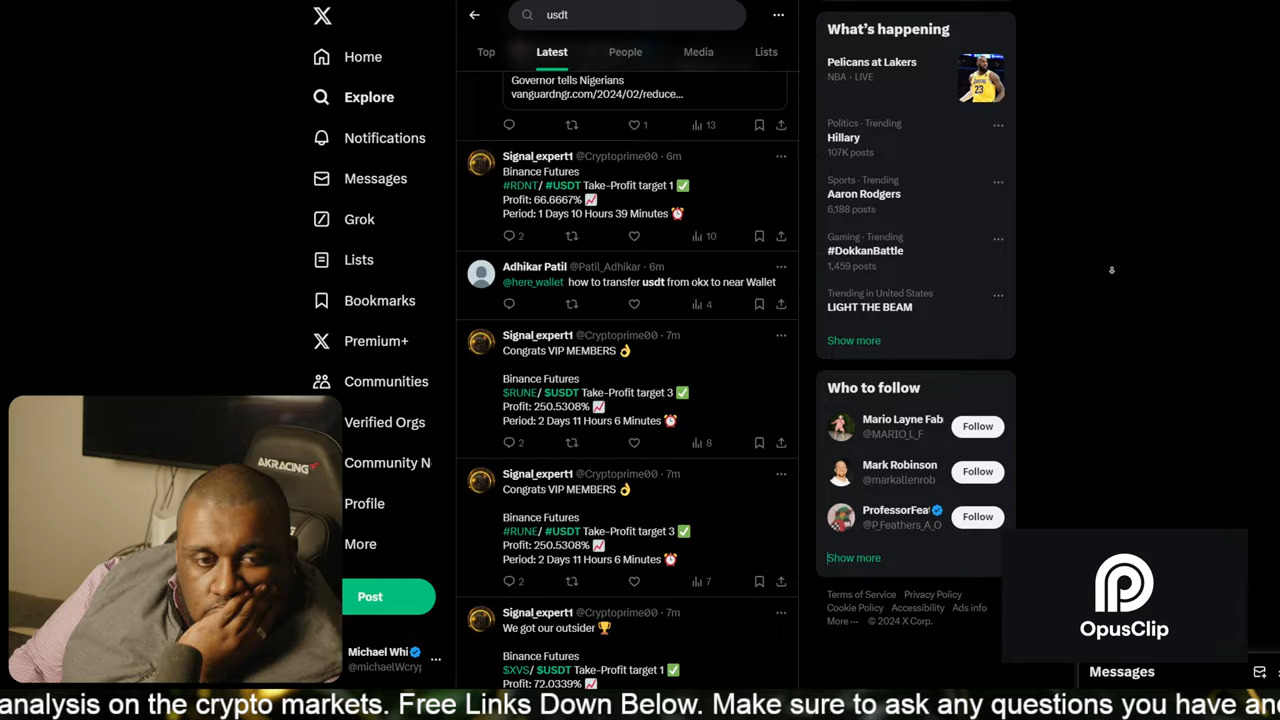 Home
Explore
Notifications
Messages
Grok
Lists
Bookmarks
Premium+
Communities
Verified Orgs
Community N
Profile
More
Post
Michael Whi
@michaelWcryp
AKRACING
usdt
Top Latest People Media Lists
Governor tells Nigerians
vanguardngr.com/2024/02/reduce...
1 13
Signal_expert1 @Cryptoprime00 · 6m
Binance Futures
#RDNT/ #USDT Take-Profit target 1 ✅
Profit: 66.6667% 📈
Period: 1 Days 10 Hours 39 Minutes ⏰
2 10
Adhikar Patil @Patil_Adhikar · 6m
@here_wallet how to transfer usdt from okx to near Wallet
4
Signal_expert1 @Cryptoprime00 · 7m
Congrats VIP MEMBERS 👌
Binance Futures
$RUNE/ $USDT Take-Profit target 3 ✅
Profit: 250.5308% 📈
Period: 2 Days 11 Hours 6 Minutes ⏰
2 8
Signal_expert1 @Cryptoprime00 · 7m
Congrats VIP MEMBERS 👌
Binance Futures
#RUNE/ #USDT Take-Profit target 3 ✅
Profit: 250.5308% 📈
Period: 2 Days 11 Hours 6 Minutes ⏰
2 7
Signal_expert1 @Cryptoprime00 · 7m
We got our outsider 🏆
Binance Futures
$XVS/ $USDT Take-Profit target 1 ✅
Profit: 72.0339% 📈
What's happening
Pelicans at Lakers
NBA · LIVE
Politics · Trending
Hillary
107K posts
Sports · Trending
Aaron Rodgers
6,188 posts
Gaming · Trending
#DokkanBattle
1,459 posts
Trending in United States
LIGHT THE BEAM
Show more
Who to follow
Mario Layne Fab
@MARIO_L_F
Follow
Mark Robinson
@markallenrob
Follow
ProfessorFea
@P_Feathers_A_O
Follow
Show more
Terms of Service Privacy Policy
Cookie Policy Accessibility Ads info
More ··· © 2024 X Corp.
OpusClip
Messages
analysis on the crypto markets. Free Links Down Below. Make sure to ask any questions you have and